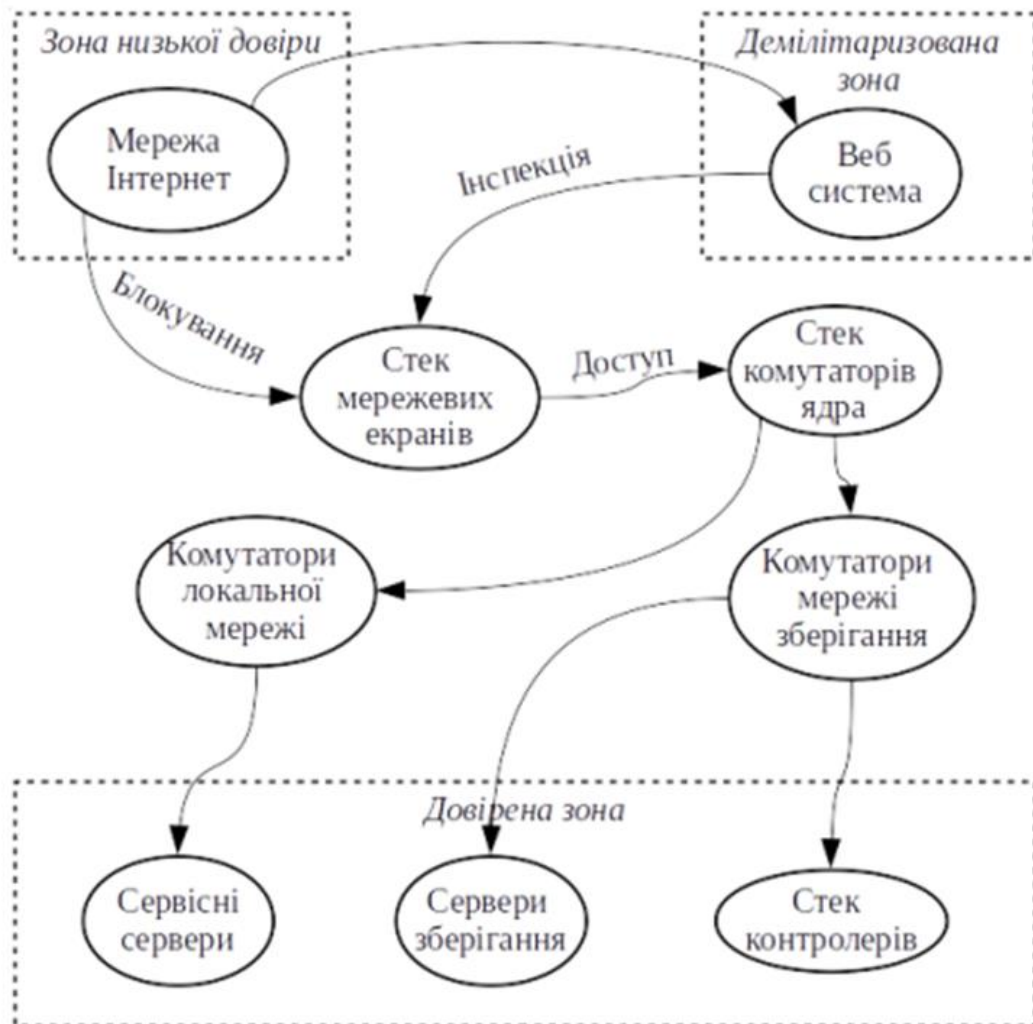 Зона низької довіри
Демілітаризована
зона
Мережа
Інтернет
Веб
система
Інспекція
Блокування
Стек
мережевих
екранів
Доступ
Стек
комутаторів
ядра
Комутатори
локальної
мережі
Комутатори
мережі
зберігання
Довірена зона
Сервісні
сервери
Сервери
зберігання
Стек
контролерів